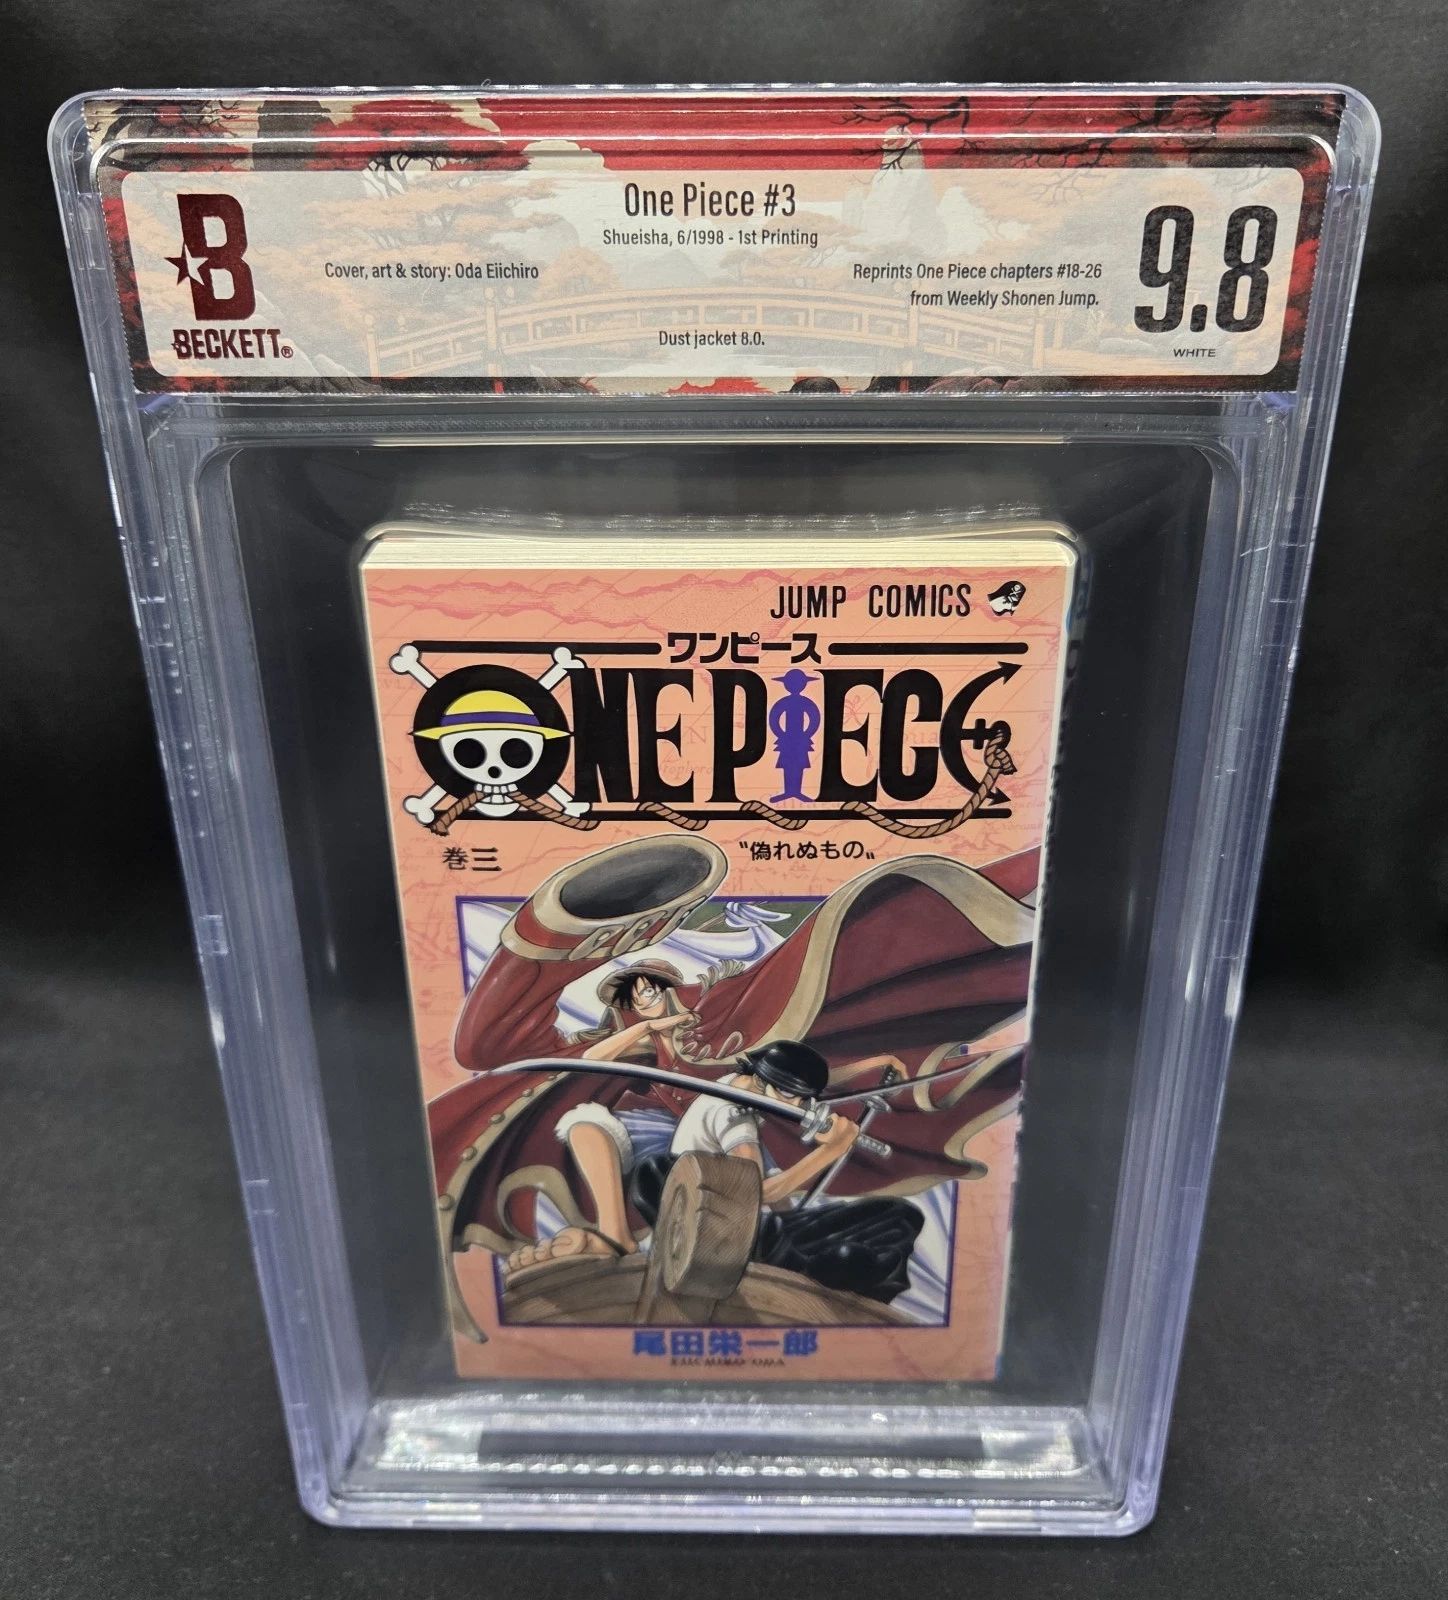 One Piece #3
Shueisha, 6/1998 - 1st Printing
Cover, art & story: Oda Eiichiro
Reprints One Piece chapters #18-26
from Weekly Shonen Jump.
Dust jacket 8.0.
B
BECKETT®
9.8
WHITE
JUMP COMICS
ワンピース
ONE PIECE
巻三
〝偽れぬもの〟
尾田栄一郎
EIICHIRO ODA